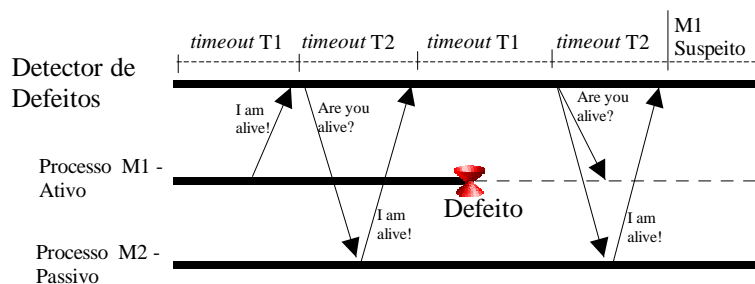 timeout T1
timeout T2
timeout T1
timeout T2
M1
Suspeito
Detector de
Defeitos
I am
alive!
Are you
alive?
Are you
alive?
Processo M1 -
Ativo
Defeito
I am
alive!
I am
alive!
Processo M2 -
Passivo